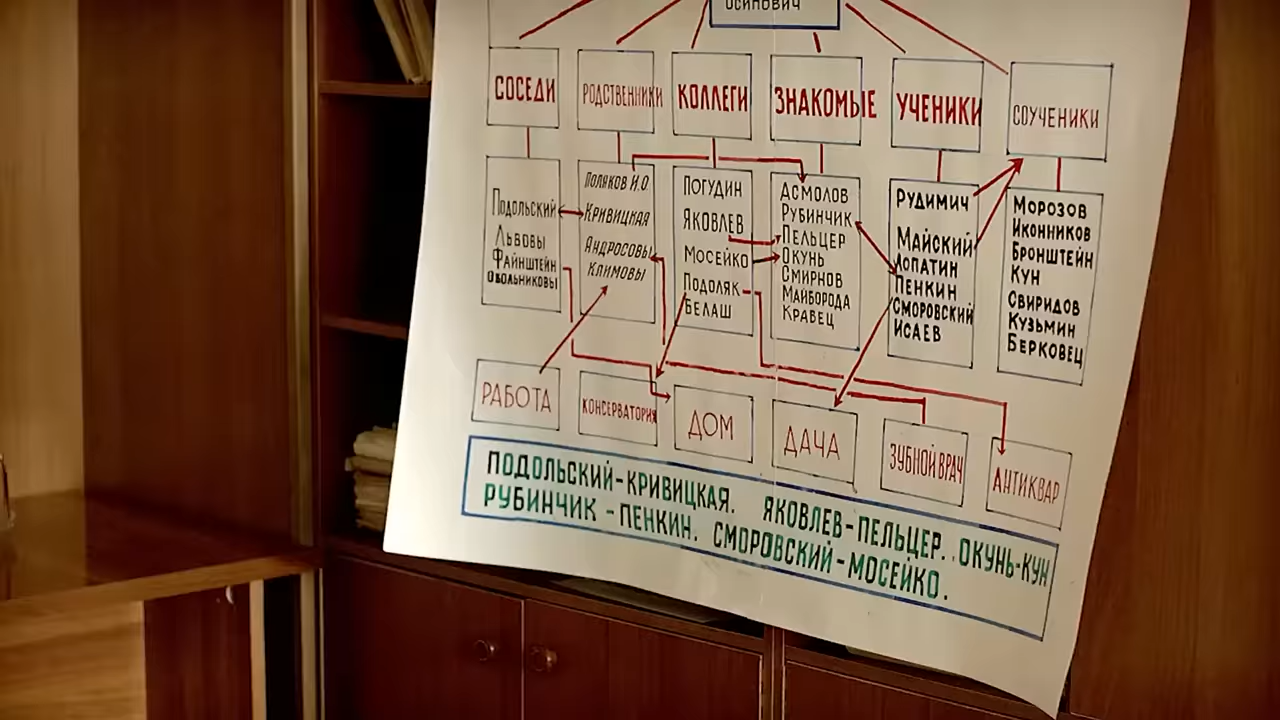 ОСИПОВИЧ
СОСЕДИ
РОДСТВЕННИКИ
КОЛЛЕГИ
ЗНАКОМЫЕ
УЧЕНИКИ
СОУЧЕНИКИ
ПОДОЛЬСКИЙ
ЛЬВОВЫ
ФАЙНШТЕЙН
ОБОЛЬНИКОВЫ
ПОЛЯКОВ И.О
КРИВИЦКАЯ
АНДРОСОВЫ
КЛИМОВЫ
ПОГУДИН
ЯКОВЛЕВ
МОСЕЙКО
ПОДОЛЯК
БЕЛАШ
АСМОЛОВ
РУБИНЧИК
ПЕЛЬЦЕР
ОКУНЬ
СМИРНОВ
МАЙБОРОДА
КРАВЕЦ
РУДИМИЧ
МАЙСКИЙ
ЛОПАТИН
ПЕНКИН
СМОРОВСКИЙ
ИСАЕВ
МОРОЗОВ
ИКОННИКОВ
БРОНШТЕЙН
КУН
СВИРИДОВ
КУЗЬМИН
БЕРКОВЕЦ
РАБОТА
КОНСЕРВАТОРИЯ
ДОМ
ДАЧА
ЗУБНОЙ ВРАЧ
АНТИКВАР
ПОДОЛЬСКИЙ-КРИВИЦКАЯ. ЯКОВЛЕВ-ПЕЛЬЦЕР. ОКУНЬ-КУН
РУБИНЧИК - ПЕНКИН. СМОРОВСКИЙ - МОСЕЙКО.